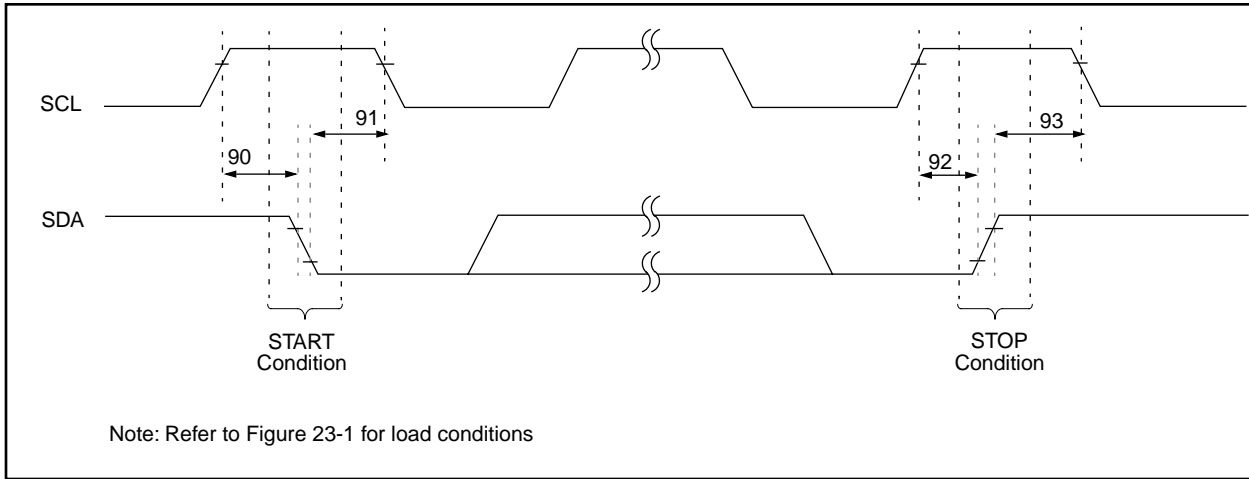 SCL
91
93
90
92
SDA
START
Condition
STOP
Condition
Note: Refer to Figure 23-1 for load conditions